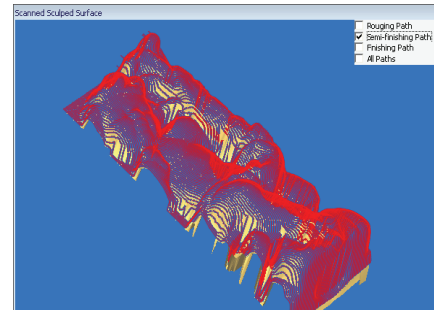 Scanned Sculped Surface
Rouging Path
Semi-finishing Path
Finishing Path
All Paths